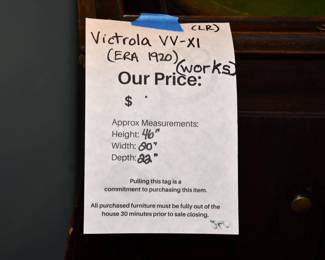 (LR)
Victrola VV-XI
(ERA 1920) (works)
Our Price:
$
Approx Measurements:
Height: 46"
Width: 20"
Depth: 22"
Pulling this tag is a
commitment to purchasing this item.
All purchased furniture must be fully out of the
house 30 minutes prior to sale closing.